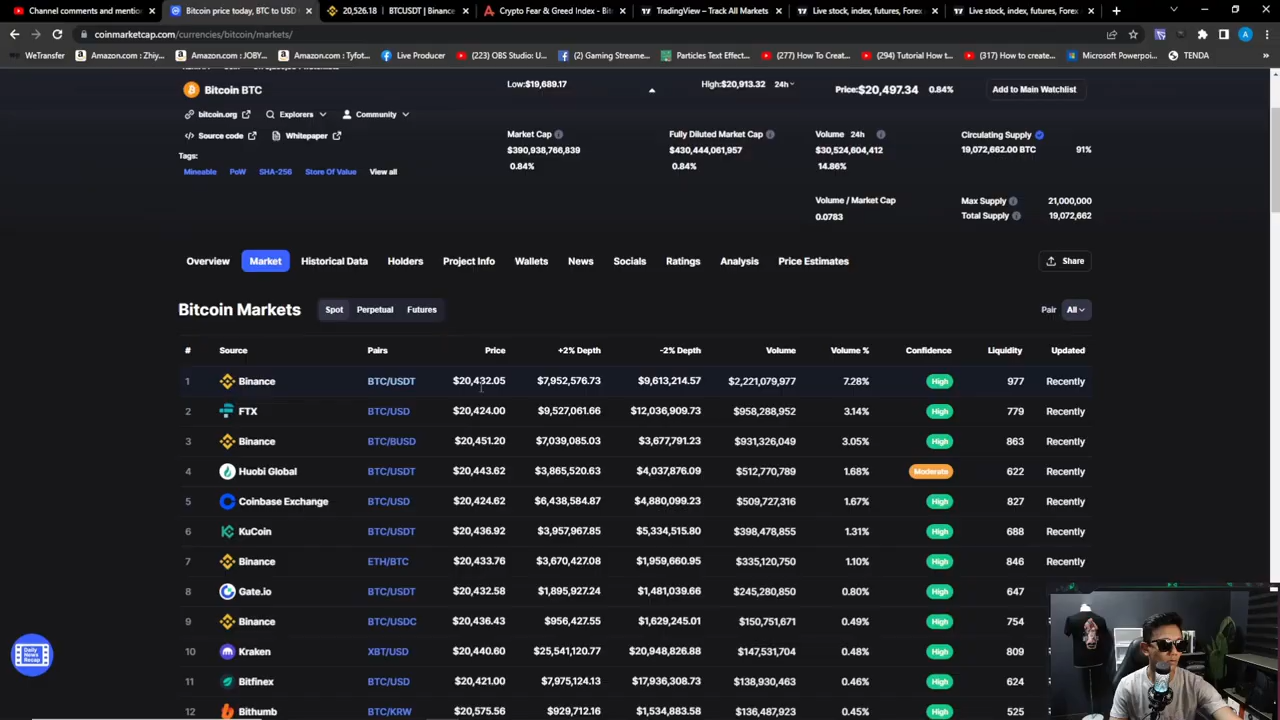 Channel comments and mention
Bitcoin price today, BTC to USD
20,526.18 | BTCUSDT | Binance
Crypto Fear & Greed Index - Bit
TradingView – Track All Markets
Live stock, index, futures, Forex
Live stock, index, futures, Forex
coinmarketcap.com/currencies/bitcoin/markets/
WeTransfer
Amazon.com : Zhiy...
Amazon.com : JOBY...
Amazon.com : Tyfot...
Live Producer
(223) OBS Studio: U...
(2) Gaming Streame...
Particles Text Effect...
(277) How To Creat...
(294) Tutorial How t...
(317) How to create...
Microsoft Powerpoi...
TENDA
Bitcoin BTC
Low:$19,689.17 High:$20,913.32 24h
Price:$20,497.34 0.84%
Add to Main Watchlist
bitcoin.org Explorers Community
Source code Whitepaper
Tags:
Mineable PoW SHA-256 Store Of Value View all
Market Cap
$390,938,766,839
0.84%
Fully Diluted Market Cap
$430,444,061,957
0.84%
Volume 24h
$30,524,604,412
14.86%
Circulating Supply
19,072,662.00 BTC 91%
Volume / Market Cap
0.0783
Max Supply 21,000,000
Total Supply 19,072,662
Overview Market Historical Data Holders Project Info Wallets News Socials Ratings Analysis Price Estimates Share
Bitcoin Markets Spot Perpetual Futures Pair All
# Source Pairs Price +2% Depth -2% Depth Volume Volume % Confidence Liquidity Updated
1 Binance BTC/USDT $20,432.05 $7,952,576.73 $9,613,214.57 $2,221,079,977 7.28% High 977 Recently
2 FTX BTC/USD $20,424.00 $9,527,061.66 $12,036,909.73 $958,288,952 3.14% High 779 Recently
3 Binance BTC/BUSD $20,451.20 $7,039,085.03 $3,677,791.23 $931,326,049 3.05% High 863 Recently
4 Huobi Global BTC/USDT $20,443.62 $3,865,520.63 $4,037,876.09 $512,770,789 1.68% Moderate 622 Recently
5 Coinbase Exchange BTC/USD $20,424.62 $6,438,584.87 $4,880,099.23 $509,727,316 1.67% High 827 Recently
6 KuCoin BTC/USDT $20,436.92 $3,957,967.85 $5,334,515.80 $398,478,855 1.31% High 688 Recently
7 Binance ETH/BTC $20,433.76 $3,670,427.08 $1,959,660.95 $335,120,750 1.10% High 846 Recently
8 Gate.io BTC/USDT $20,432.58 $1,895,927.24 $1,481,039.66 $245,280,850 0.80% High 647
9 Binance BTC/USDC $20,436.43 $956,427.55 $1,629,245.01 $150,751,671 0.49% High 754
10 Kraken XBT/USD $20,440.60 $25,541,120.77 $20,948,826.88 $147,531,704 0.48% High 809
11 Bitfinex BTC/USD $20,421.00 $7,975,124.13 $17,936,308.73 $138,930,463 0.46% High 624
12 Bithumb BTC/KRW $20,575.56 $929,712.16 $1,534,883.58 $136,487,923 0.45% High 525
Daily
News
Recap